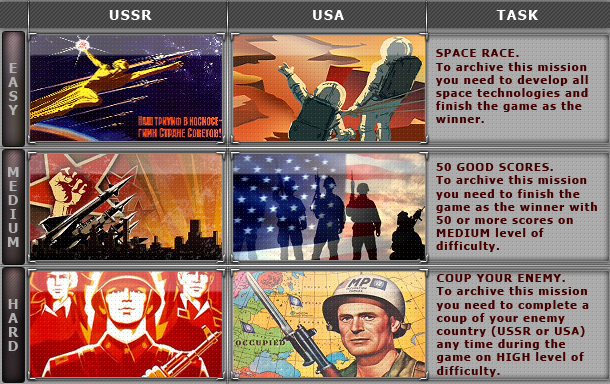 USSR
USA
TASK
EASY
НАШ ТРИУМФ В КОСМОСЕ-
ГИМН СТРАНЕ СОВЕТОВ!
SPACE RACE.
To archive this mission
you need to develop all
space technologies and
finish the game as the
winner.
MEDIUM
50 GOOD SCORES.
To archive this mission
you need to finish the
game as the winner with
50 or more scores on
MEDIUM level of
difficulty.
HARD
MP
OCCUPIED
COUP YOUR ENEMY.
To archive this mission
you need to complete a
coup of your enemy
country (USSR or USA)
any time during the
game on HIGH level of
difficulty.